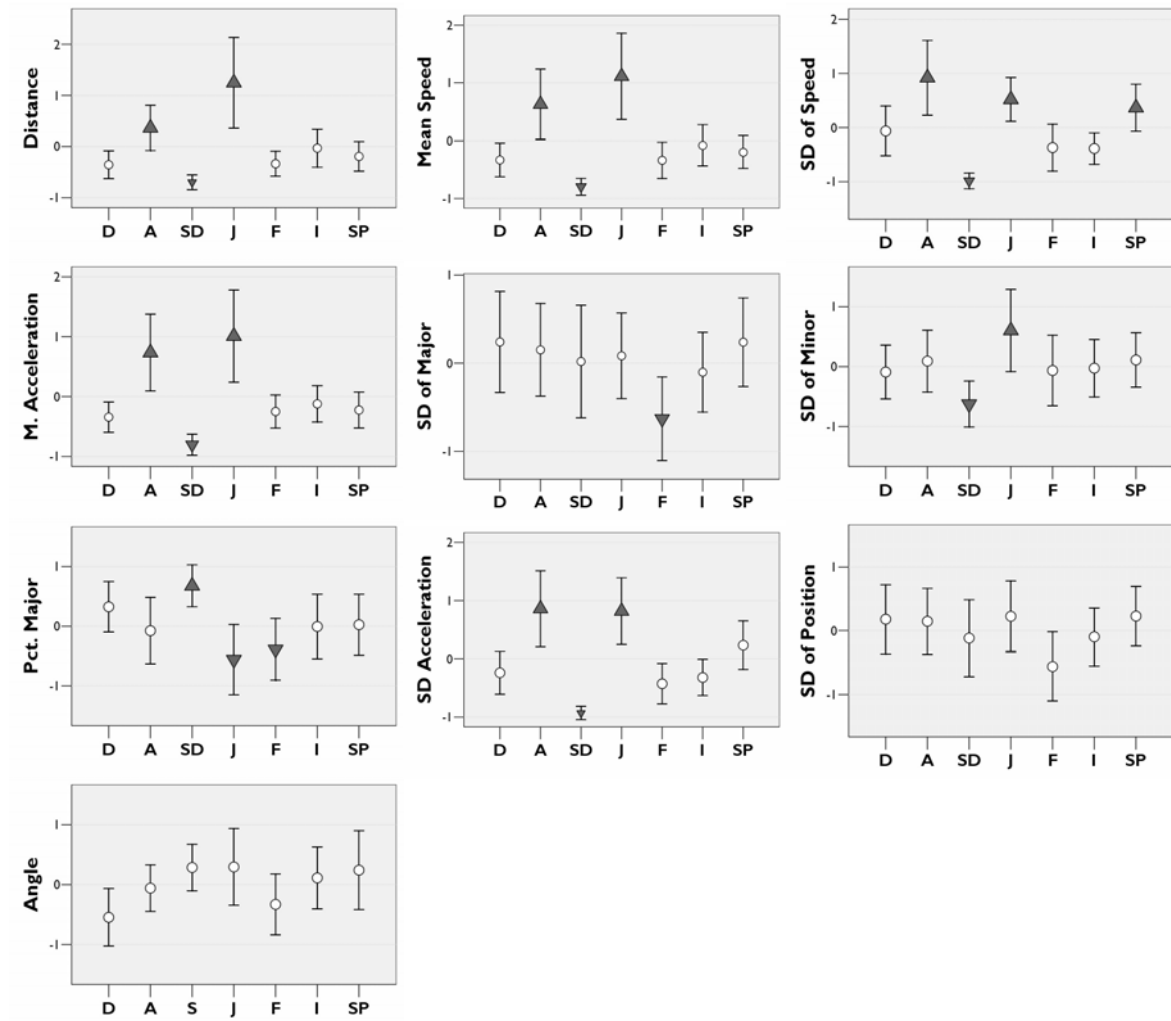 Distance
2
1
0
-1
D A SD J F I SP
Mean Speed
2
1
0
-1
D A SD J F I SP
SD of Speed
2
1
0
-1
D A SD J F I SP
M. Acceleration
2
1
0
-1
D A SD J F I SP
SD of Major
1
0
-1
D A SD J F I SP
SD of Minor
1
0
-1
D A SD J F I SP
Pct. Major
1
0
-1
D A SD J F I SP
SD Acceleration
2
1
0
-1
D A SD J F I SP
SD of Position
1
0
-1
D A SD J F I SP
Angle
1
0
-1
D A S J F I SP